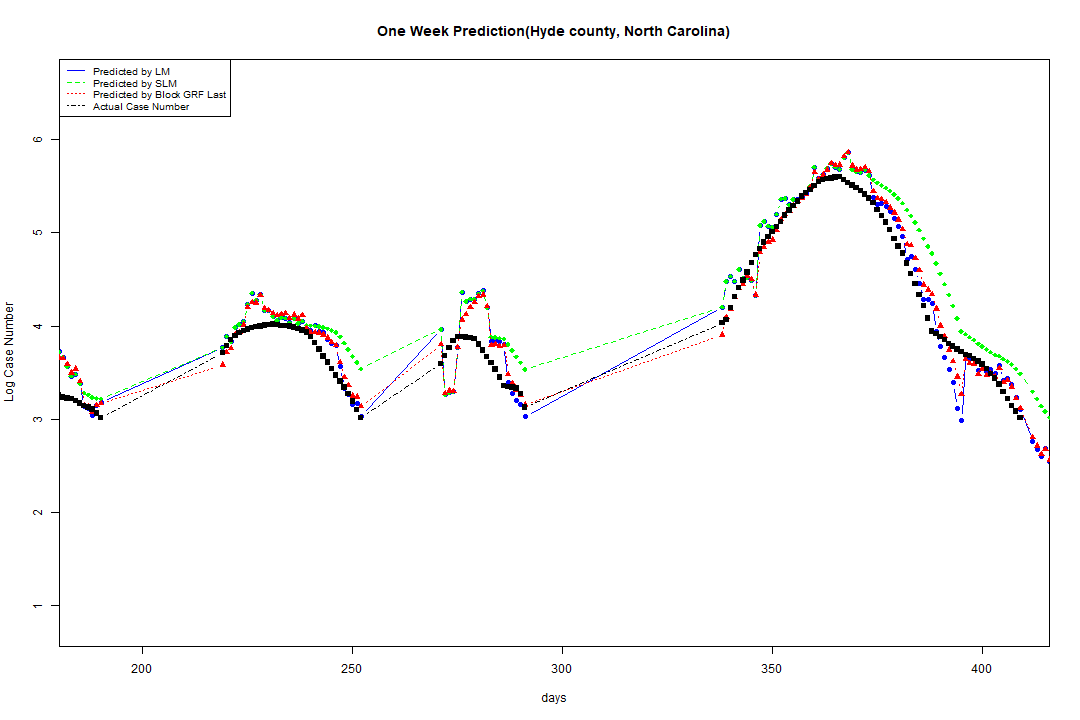 One Week Prediction(Hyde county, North Carolina)
Predicted by LM
Predicted by SLM
Predicted by Block GRF Last
Actual Case Number
Log Case Number
6
5
4
3
2
1
200 250 300 350 400
days